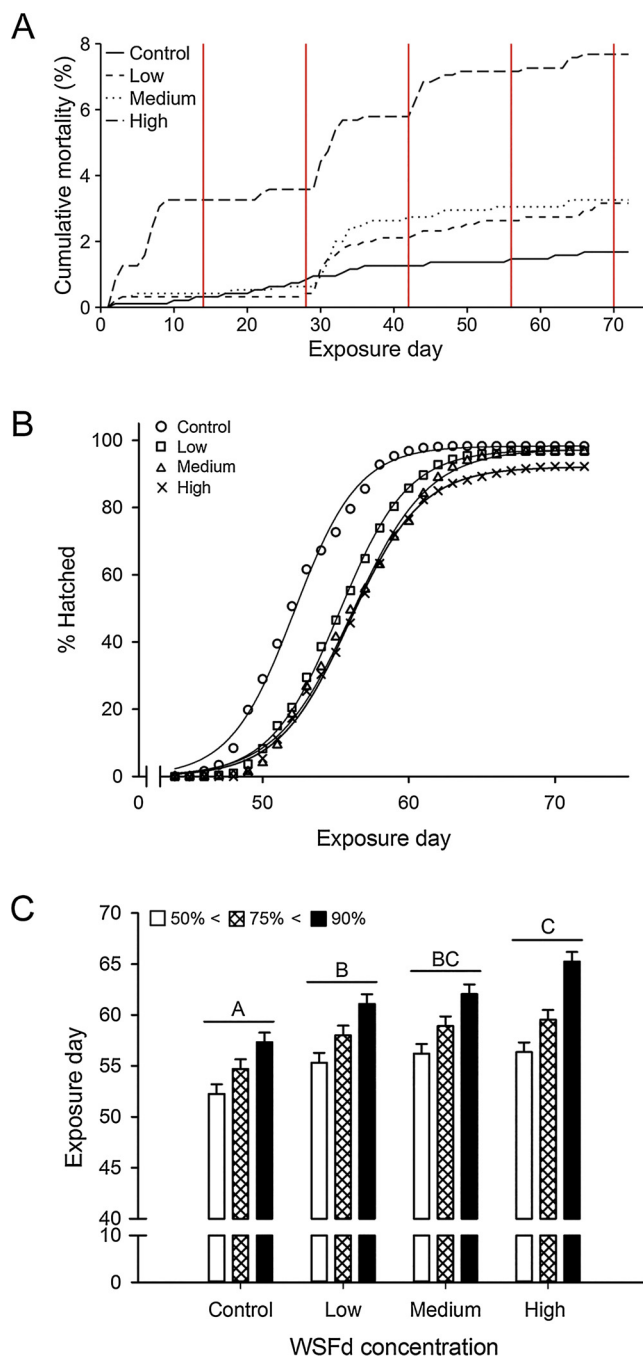 A
Cumulative mortality (%)
8
6
4
2
0
Control
Low
Medium
High
0 10 20 30 40 50 60 70
Exposure day
B
% Hatched
100
80
60
40
20
0
Control
Low
Medium
High
0 50 60 70
Exposure day
C
Exposure day
70
65
60
55
50
45
40
10
0
50% < 75% < 90%
A
B
BC
C
Control Low Medium High
WSFd concentration